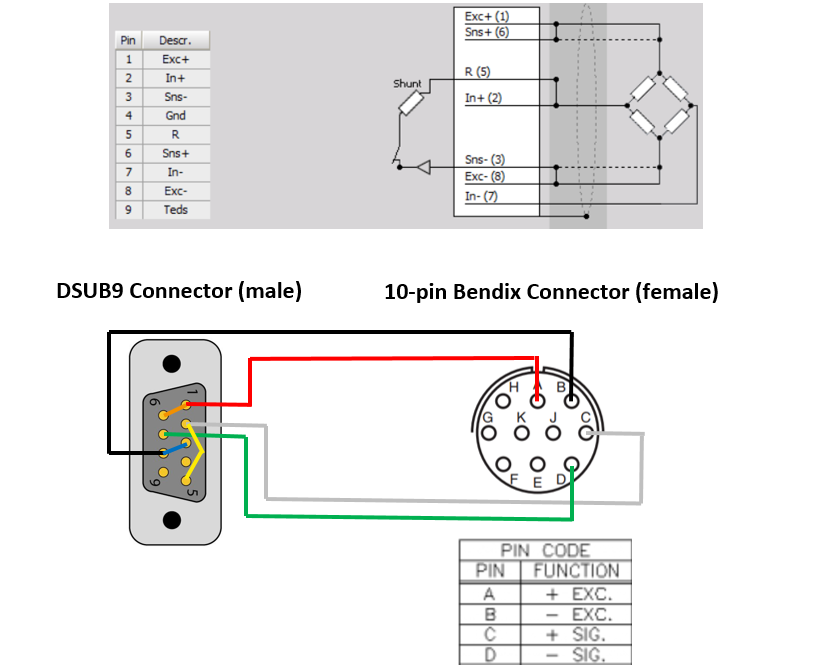 Exc+ (1)
Sns+ (6)
Pin Descr.
1 Exc+
2 In+
3 Sns-
4 Gnd
5 R
6 Sns+
7 In-
8 Exc-
9 Teds
R (5)
Shunt
In+ (2)
Sns- (3)
Exc- (8)
In- (7)
DSUB9 Connector (male)
10-pin Bendix Connector (female)
1
6
9
5
H A B
G K J C
F E D
PIN CODE
PIN FUNCTION
A + EXC.
B - EXC.
C + SIG.
D - SIG.